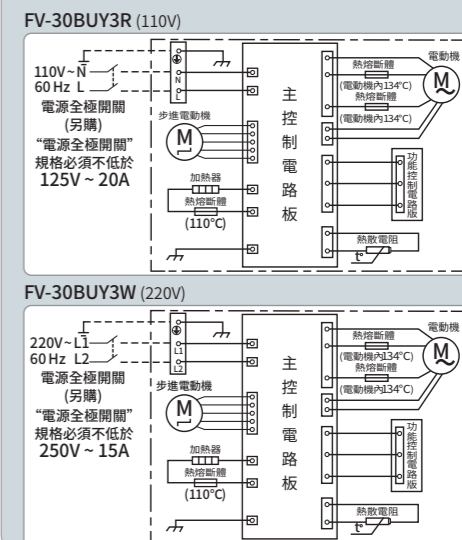 FV-30BUY3R (110V)
110V~N
60 Hz L
電源全極開關
(另購)
“電源全極開關”
規格必須不低於
125V ~ 20A
N
L
步進電動機
M
加熱器
熱熔斷體
(110°C)
主控制電路板
熱熔斷體
(電動機內134°C)
熱熔斷體
(電動機內134°C)
電動機
M
功能控制電路版
熱散電阻
t°
FV-30BUY3W (220V)
220V~L1
60 Hz L2
電源全極開關
(另購)
“電源全極開關”
規格必須不低於
250V ~ 15A
L1
L2
步進電動機
M
加熱器
熱熔斷體
(110°C)
主控制電路板
熱熔斷體
(電動機內134°C)
熱熔斷體
(電動機內134°C)
電動機
M
功能控制電路版
熱散電阻
t°